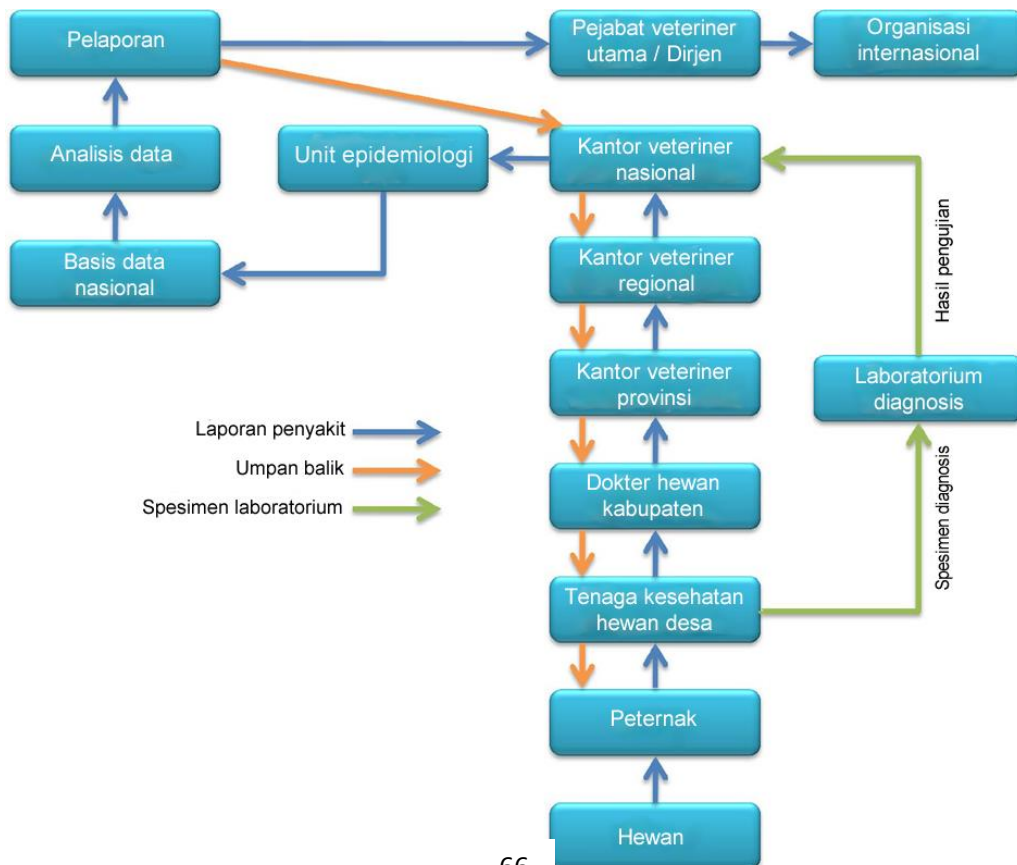 Pelaporan
Pejabat veteriner
utama / Dirjen
Organisasi
internasional
Analisis data
Unit epidemiologi
Kantor veteriner
nasional
Basis data
nasional
Kantor veteriner
regional
Hasil pengujian
Kantor veteriner
provinsi
Laboratorium
diagnosis
Laporan penyakit
Umpan balik
Spesimen laboratorium
Dokter hewan
kabupaten
Spesimen diagnosis
Tenaga kesehatan
hewan desa
Peternak
Hewan
66